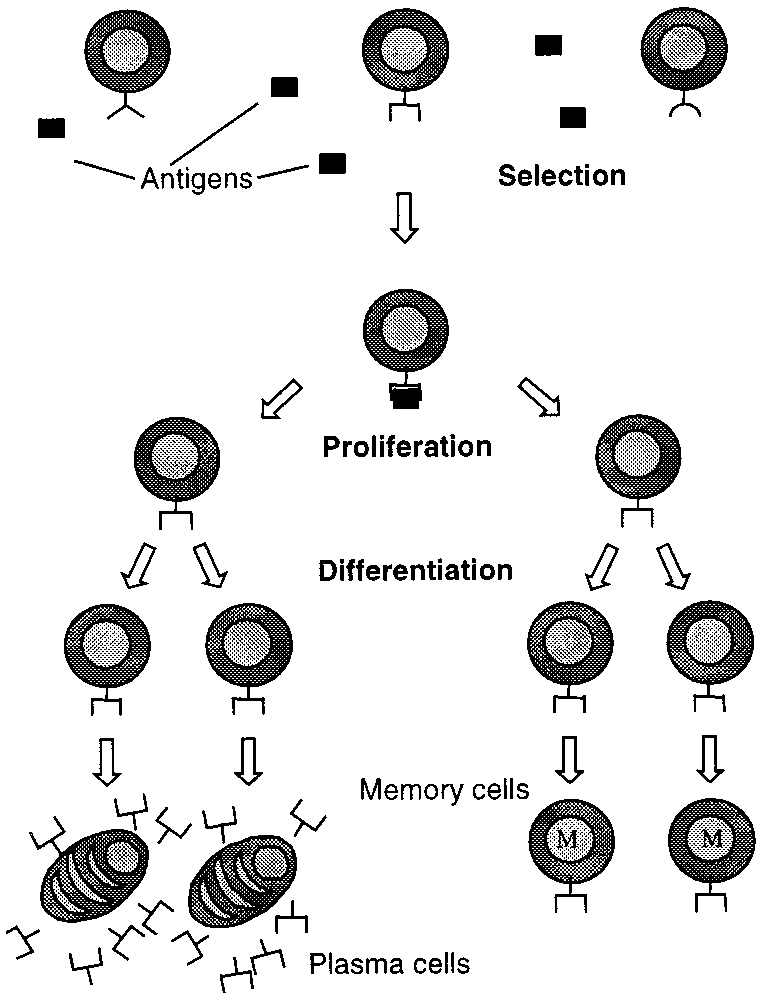 Selection
Antigens
Proliferation
Differentiation
Memory cells
M
M
Plasma cells